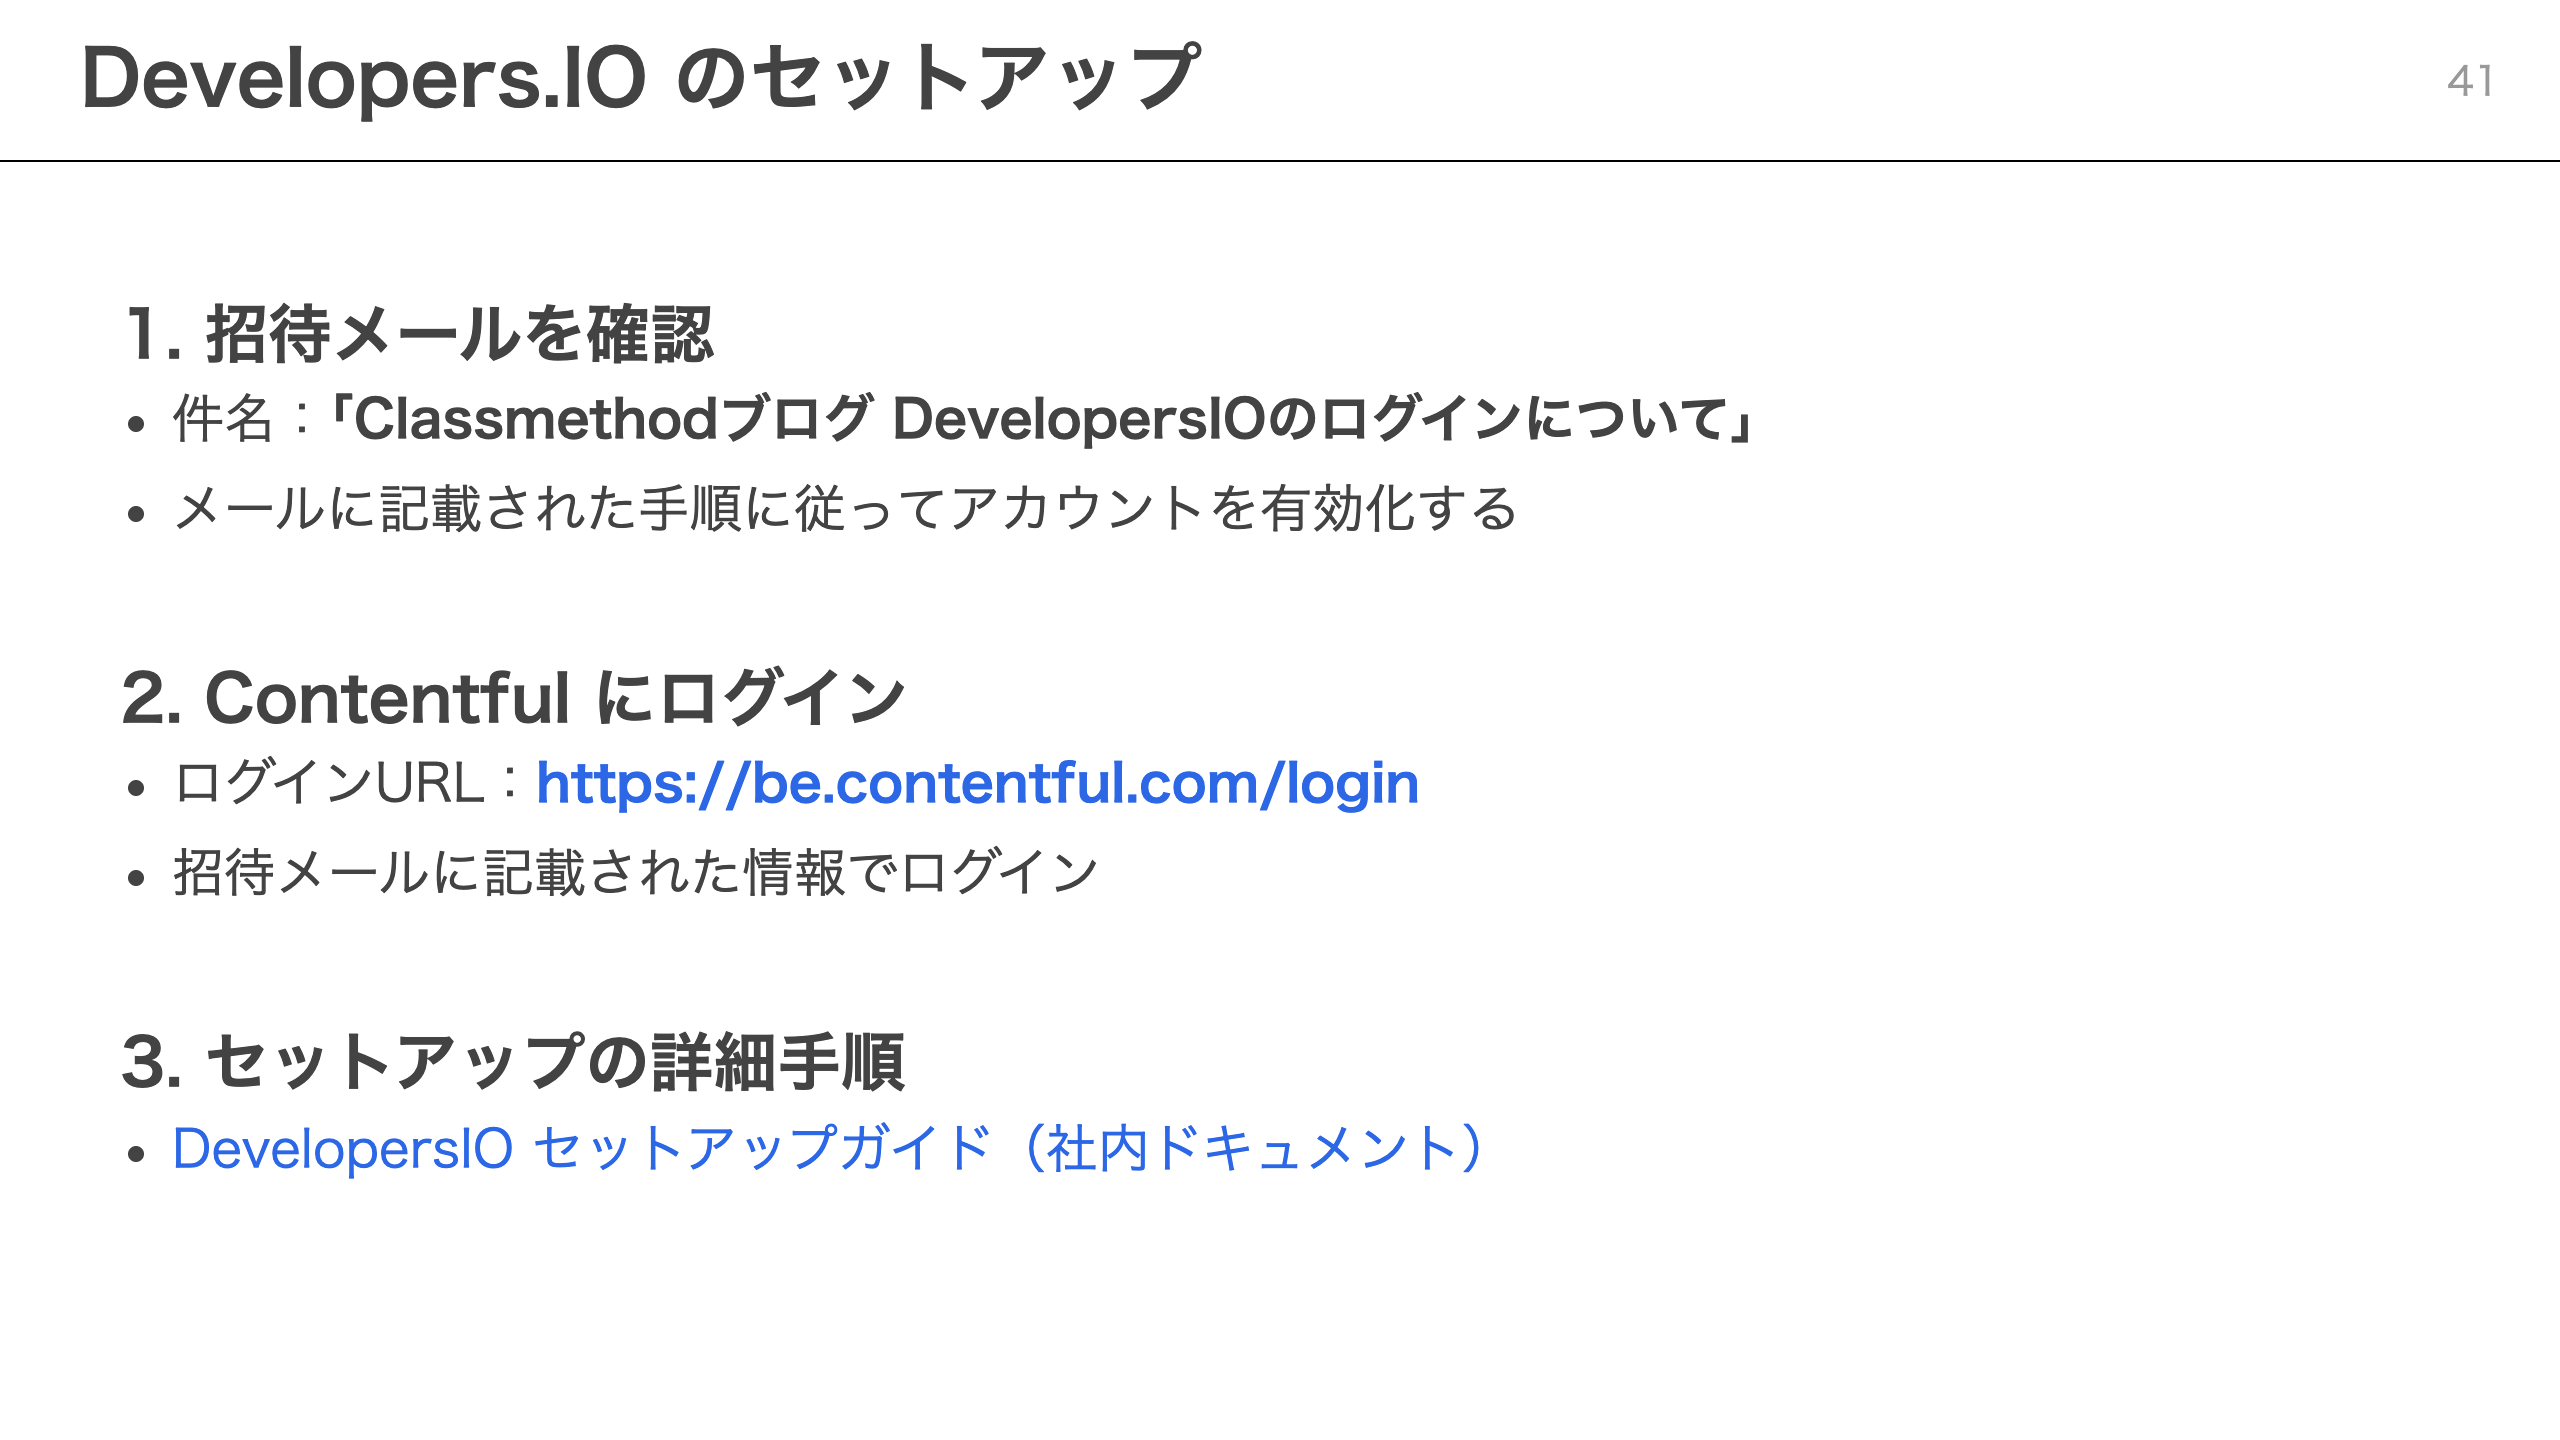 Developers.IO のセットアップ
41
1. 招待メールを確認
• 件名：「Classmethodブログ DevelopersIOのログインについて」
• メールに記載された手順に従ってアカウントを有効化する
2. Contentful にログイン
• ログインURL：https://be.contentful.com/login
• 招待メールに記載された情報でログイン
3. セットアップの詳細手順
• DevelopersIO セットアップガイド（社内ドキュメント）